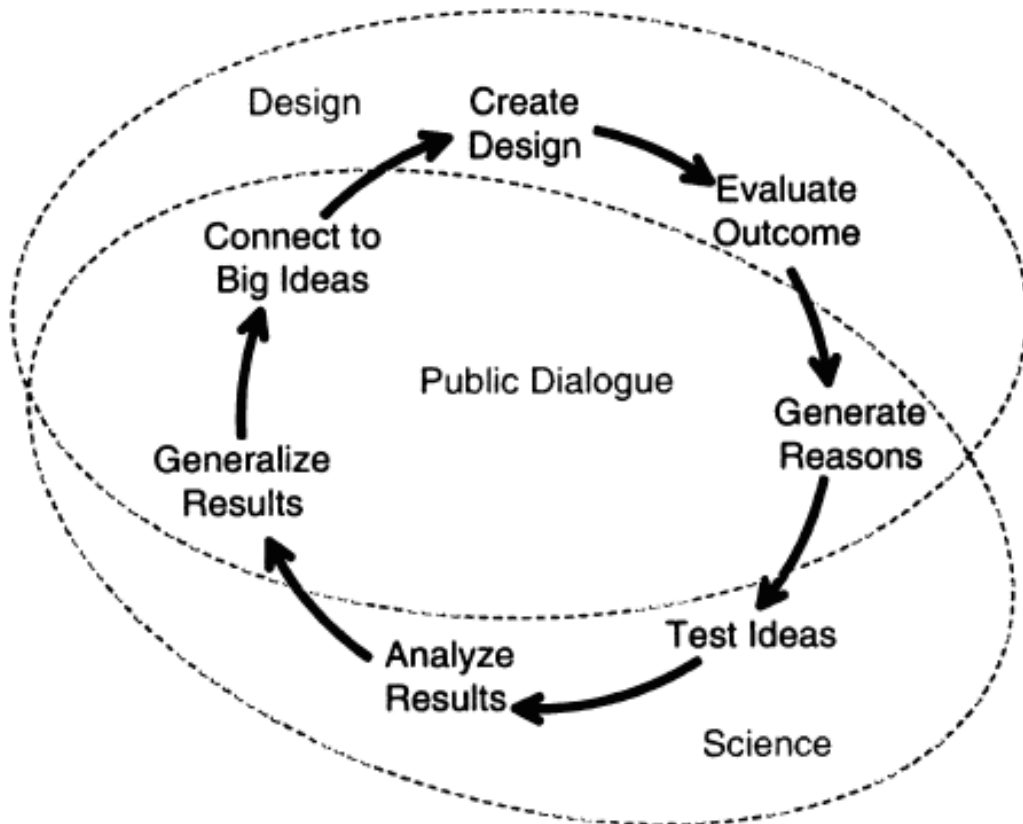 Design
Create
Design
Evaluate
Outcome
Connect to
Big Ideas
Public Dialogue
Generate
Reasons
Generalize
Results
Test Ideas
Analyze
Results
Science